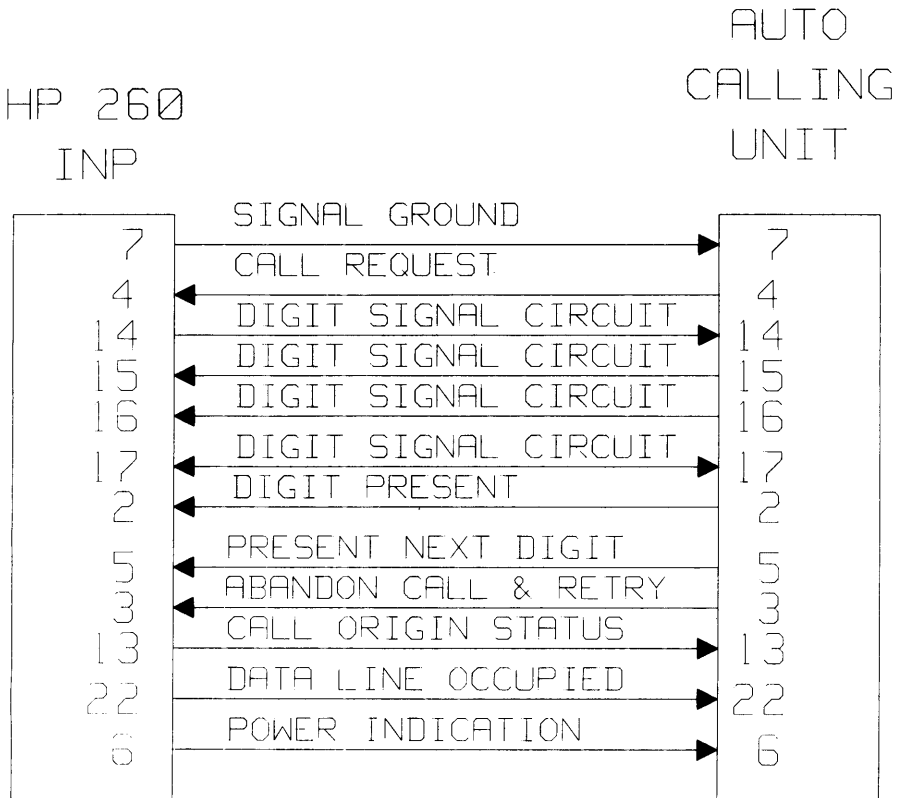 AUTO
CALLING
UNIT
HP 260
INP
SIGNAL GROUND
7 7
CALL REQUEST
4 4
DIGIT SIGNAL CIRCUIT
14 14
DIGIT SIGNAL CIRCUIT
15 15
DIGIT SIGNAL CIRCUIT
16 16
DIGIT SIGNAL CIRCUIT
17 17
DIGIT PRESENT
2 2
PRESENT NEXT DIGIT
5 5
ABANDON CALL & RETRY
3 3
CALL ORIGIN STATUS
13 13
DATA LINE OCCUPIED
22 22
POWER INDICATION
6 6